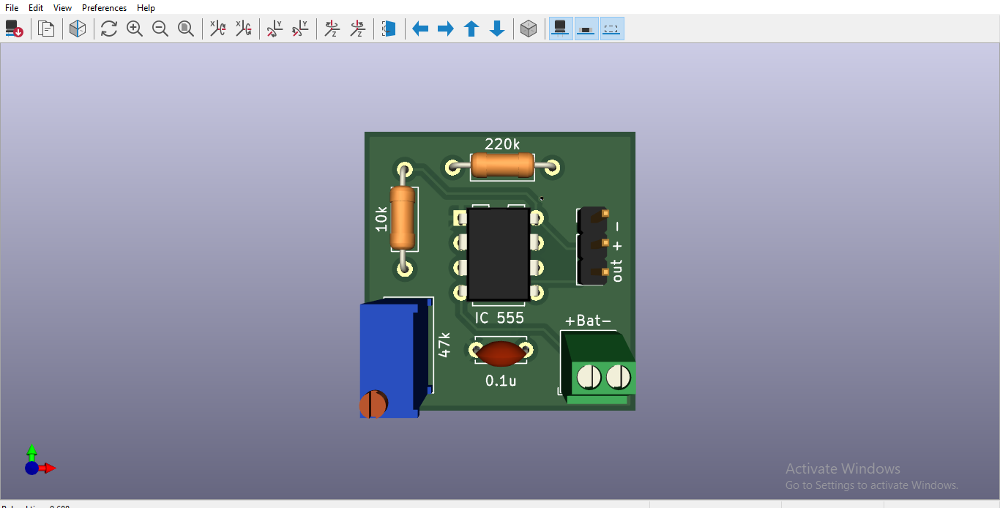 File Edit View Preferences Help
220k
10k
-
+
out
IC 555
+Bat-
47k
0.1u
Activate Windows
Go to Settings to activate Windows.